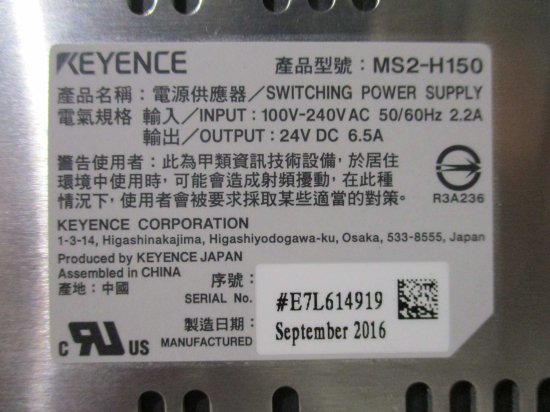 KEYENCE 產品型號：MS2-H150
產品名稱：電源供應器／SWITCHING POWER SUPPLY
電氣規格 輸入／INPUT：100V-240V AC 50/60Hz 2.2A
輸出／OUTPUT：24V DC 6.5A
警告使用者：此為甲類資訊技術設備，於居住
環境中使用時，可能會造成射頻擾動，在此種
情況下，使用者會被要求採取某些適當的對策。
R3A236
KEYENCE CORPORATION
1-3-14, Higashinakajima, Higashiyodogawa-ku, Osaka, 533-8555, Japan
Produced by KEYENCE JAPAN
Assembled in CHINA
產地：中國
序號：
SERIAL No.
#E7L614919
製造日期：
MANUFACTURED
September 2016
c RU US